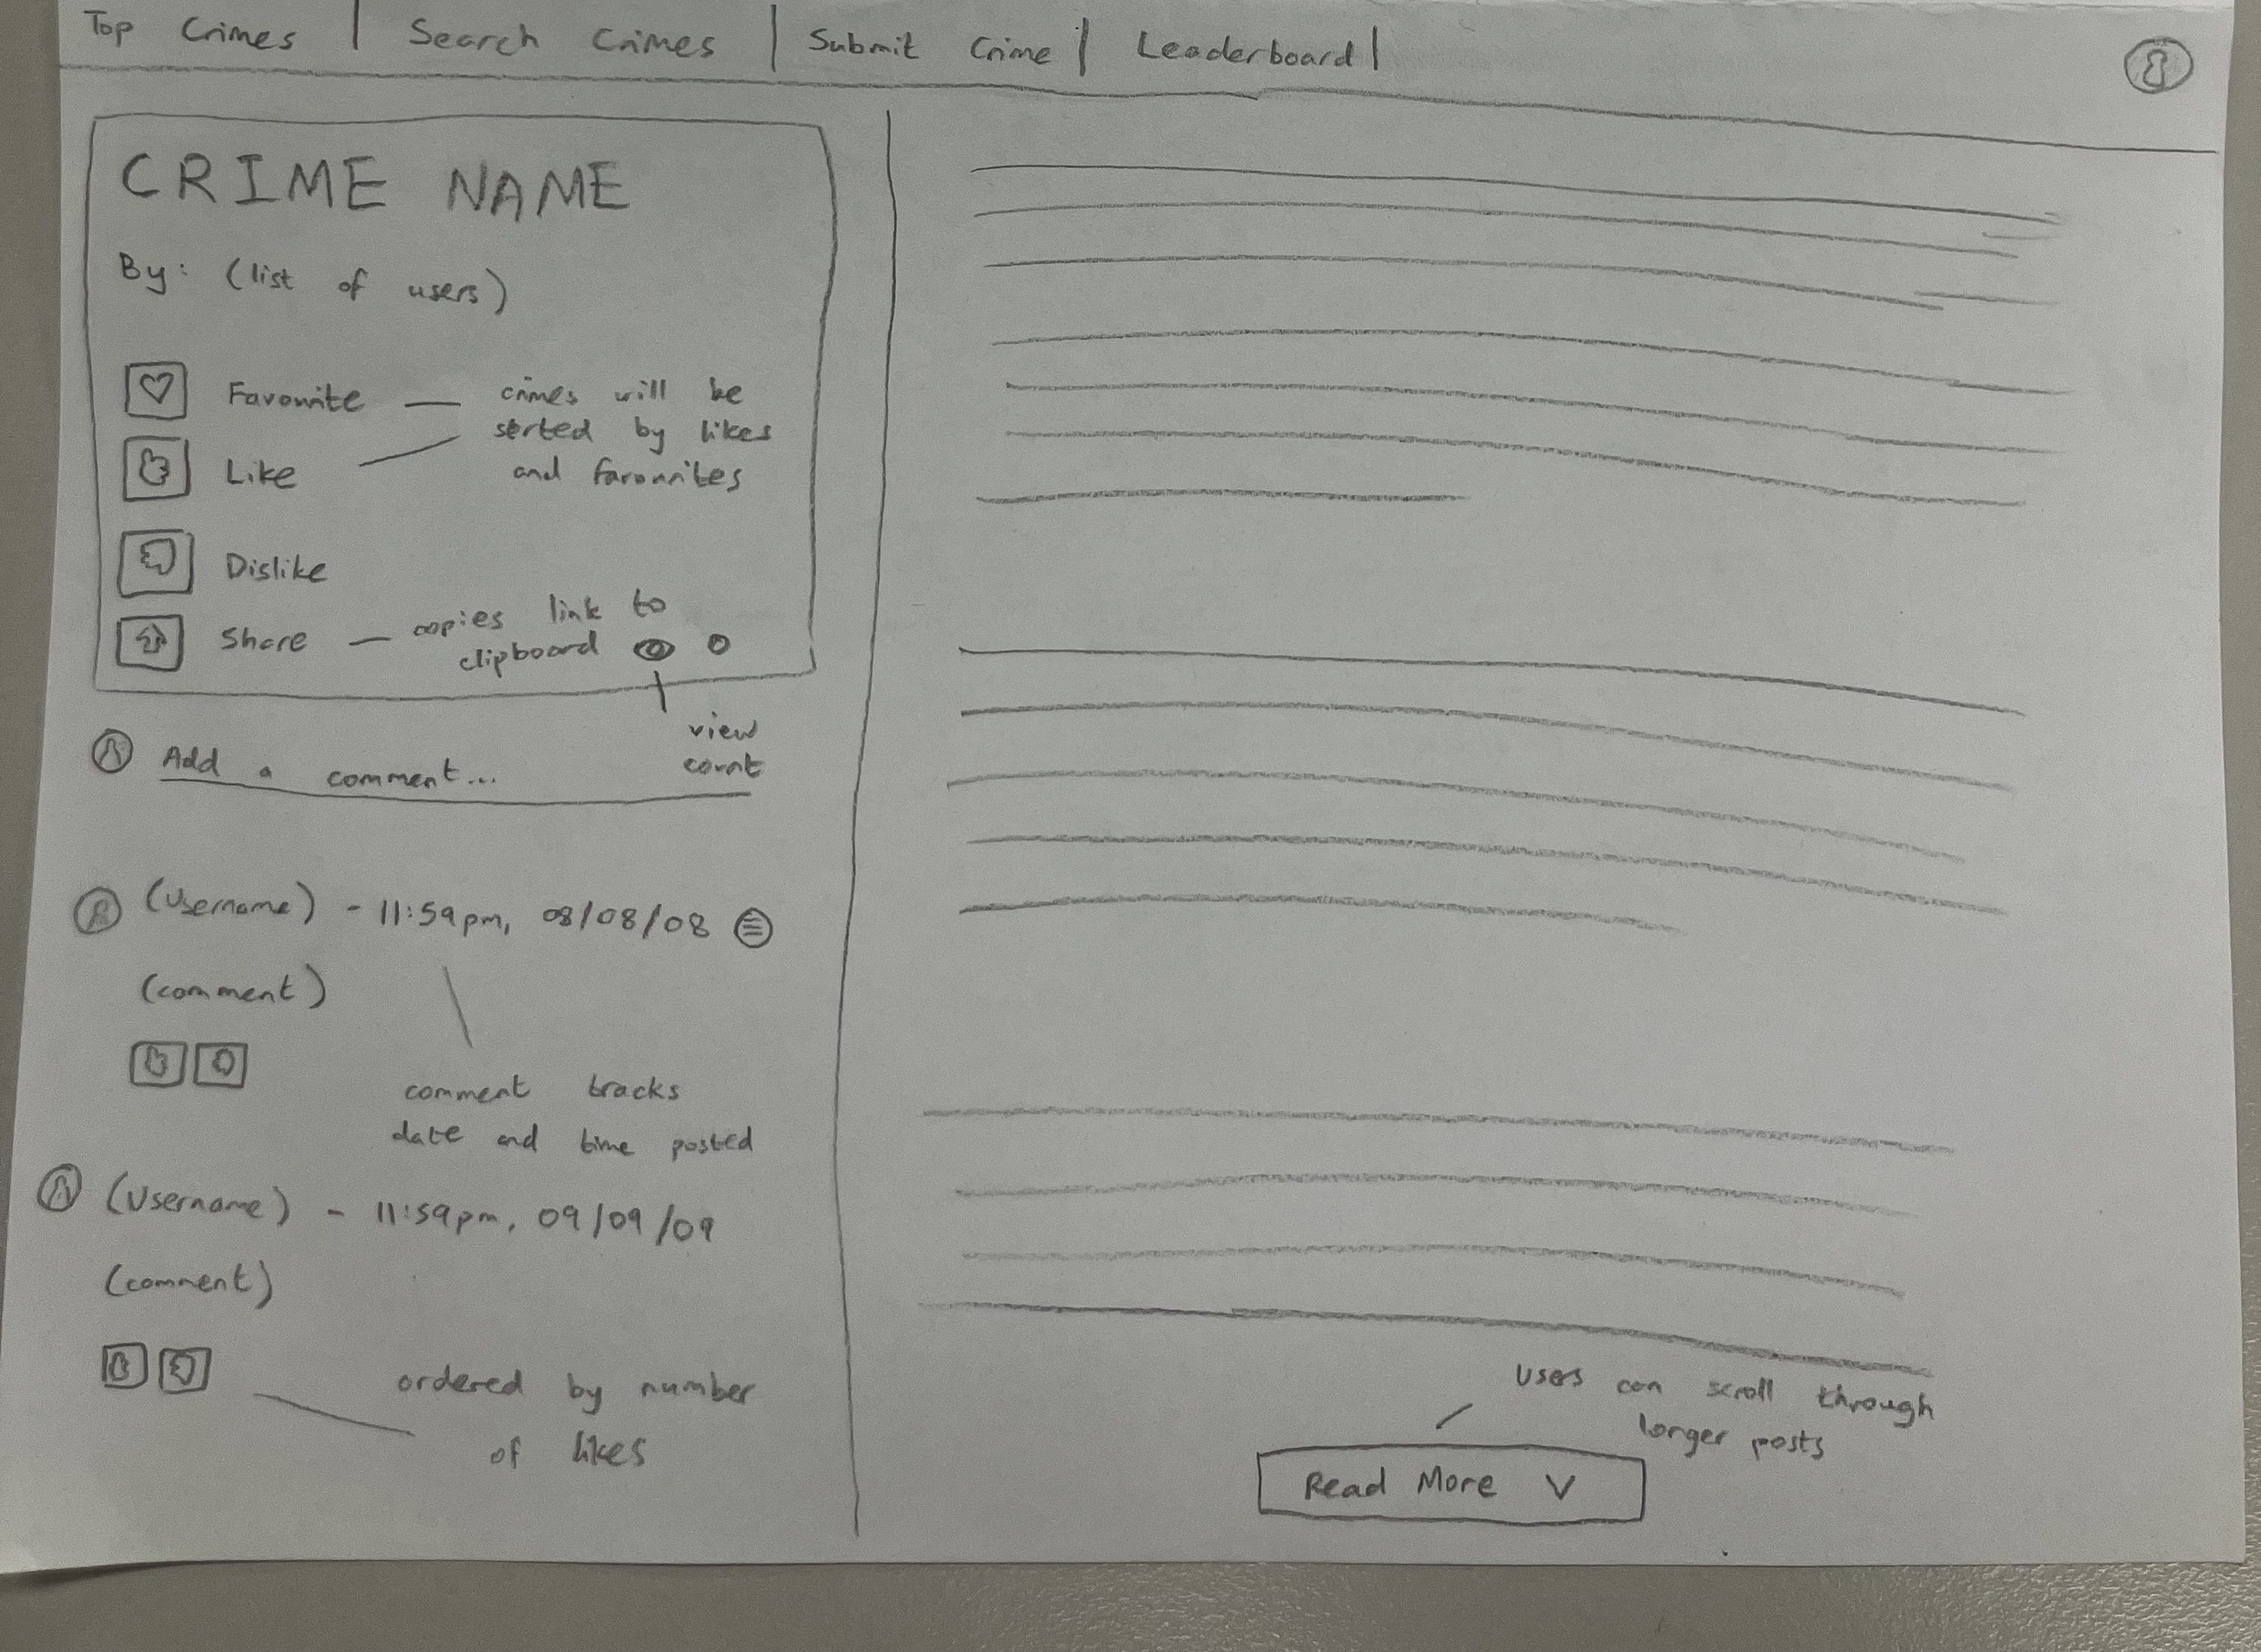 Top Crimes | Search Crimes | Submit Crime | Leaderboard |
CRIME NAME
By: (list of users)
Favourite — crimes will be
sorted by likes
and favourites
Like
Dislike
Share — copies link to
clipboard
view
count
Add a comment...
(Username) - 11:59pm, 08/08/08
(comment)
comment tracks
date and time posted
(Username) - 11:59pm, 09/09/09
(comment)
ordered by number
of likes
users can scroll through
longer posts
Read More V